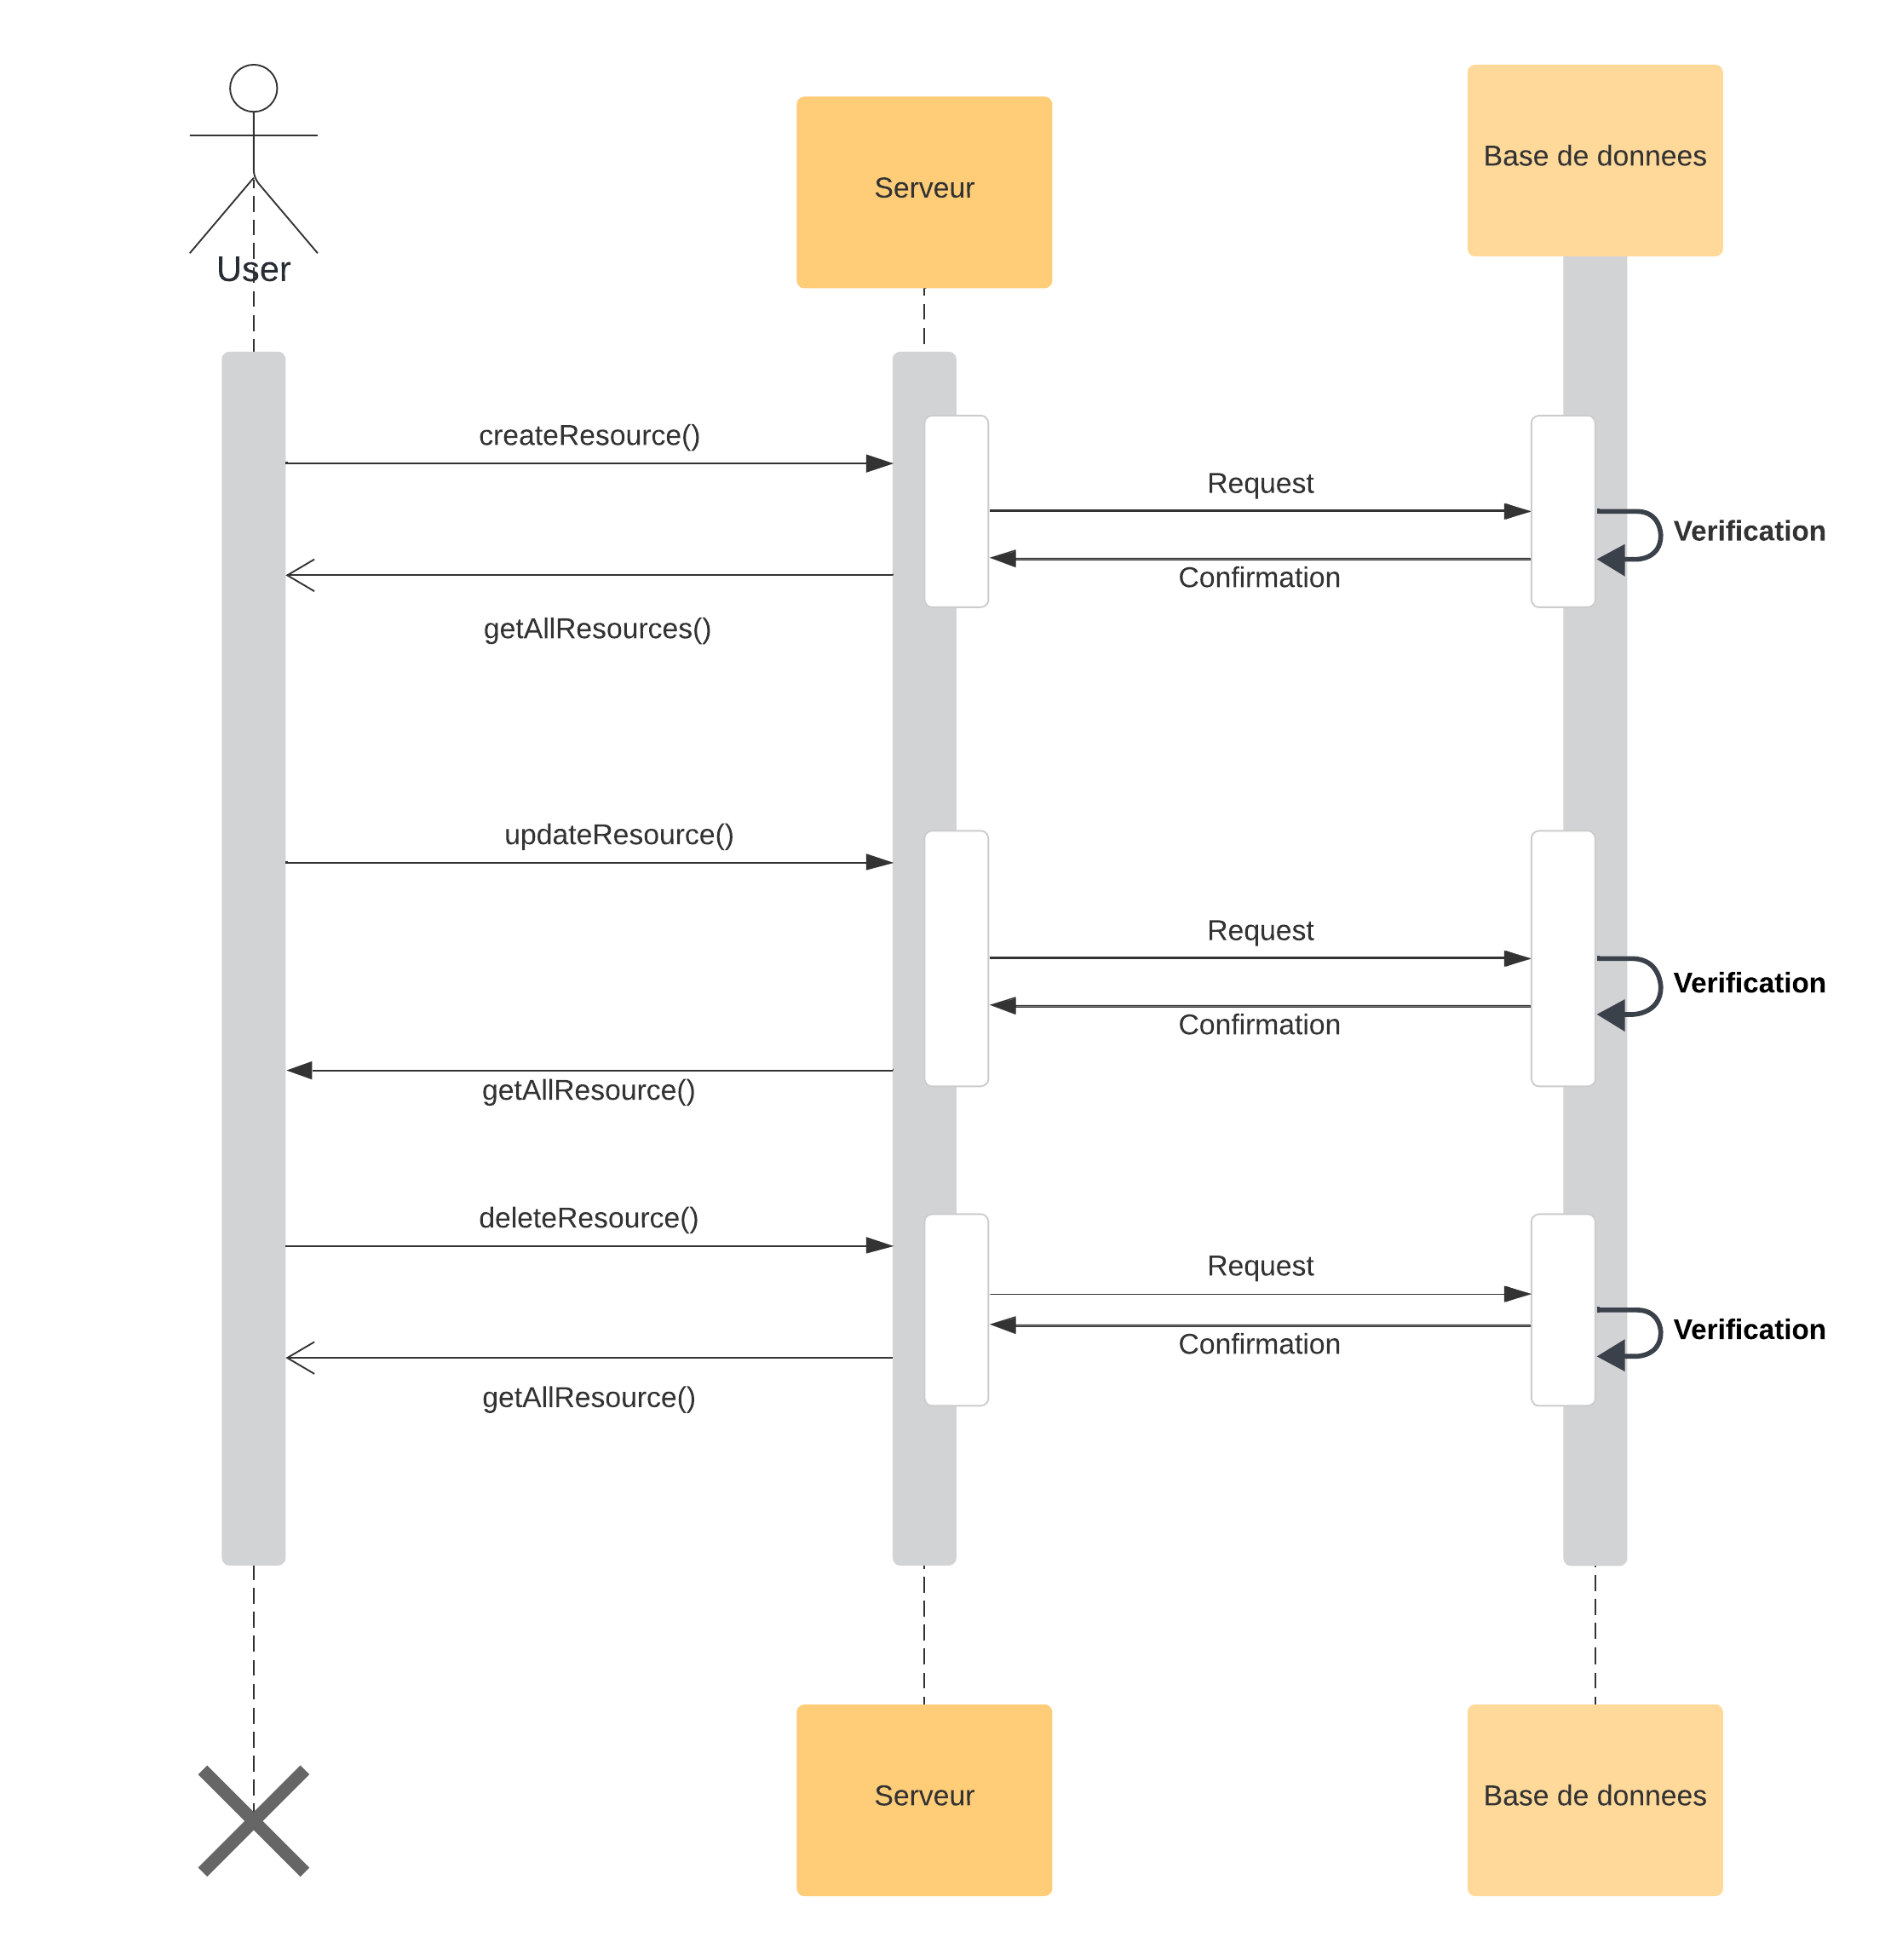 User
Serveur
Base de donnees
createResource()
Request
Verification
Confirmation
getAllResources()
updateResource()
Request
Verification
Confirmation
getAllResource()
deleteResource()
Request
Verification
Confirmation
getAllResource()
Serveur
Base de donnees